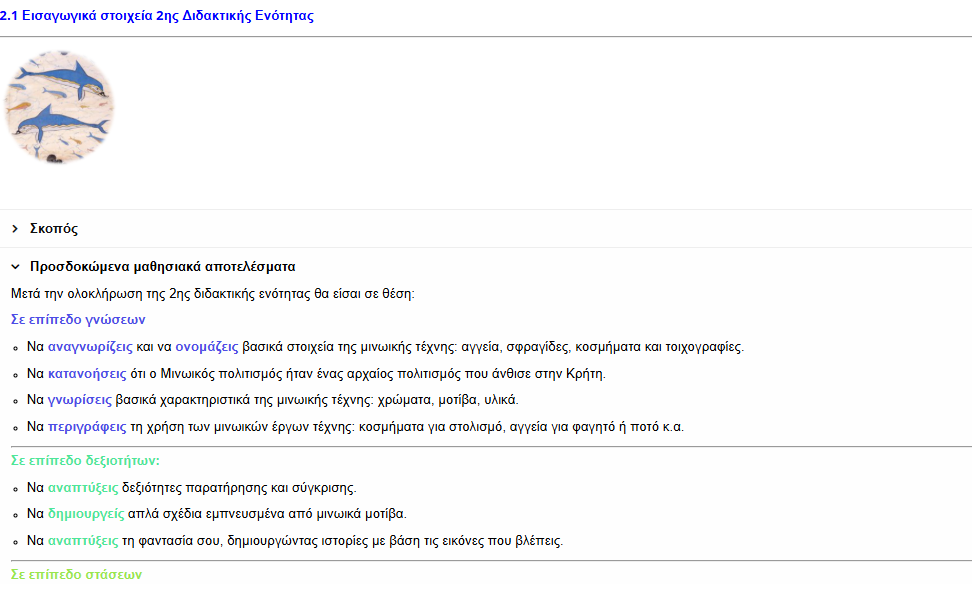 2.1 Εισαγωγικά στοιχεία 2ης Διδακτικής Ενότητας
Σκοπός
Προσδοκώμενα μαθησιακά αποτελέσματα
Μετά την ολοκλήρωση της 2ης διδακτικής ενότητας θα είσαι σε θέση:
Σε επίπεδο γνώσεων
Να αναγνωρίζεις και να ονομάζεις βασικά στοιχεία της μινωικής τέχνης: αγγεία, σφραγίδες, κοσμήματα και τοιχογραφίες.
Να κατανοήσεις ότι ο Μινωικός πολιτισμός ήταν ένας αρχαίος πολιτισμός που άνθισε στην Κρήτη.
Να γνωρίσεις βασικά χαρακτηριστικά της μινωικής τέχνης: χρώματα, μοτίβα, υλικά.
Να περιγράφεις τη χρήση των μινωικών έργων τέχνης: κοσμήματα για στολισμό, αγγεία για φαγητό ή ποτό κ.α.
Σε επίπεδο δεξιοτήτων:
Να αναπτύξεις δεξιότητες παρατήρησης και σύγκρισης.
Να δημιουργείς απλά σχέδια εμπνευσμένα από μινωικά μοτίβα.
Να αναπτύξεις τη φαντασία σου, δημιουργώντας ιστορίες με βάση τις εικόνες που βλέπεις.
Σε επίπεδο στάσεων